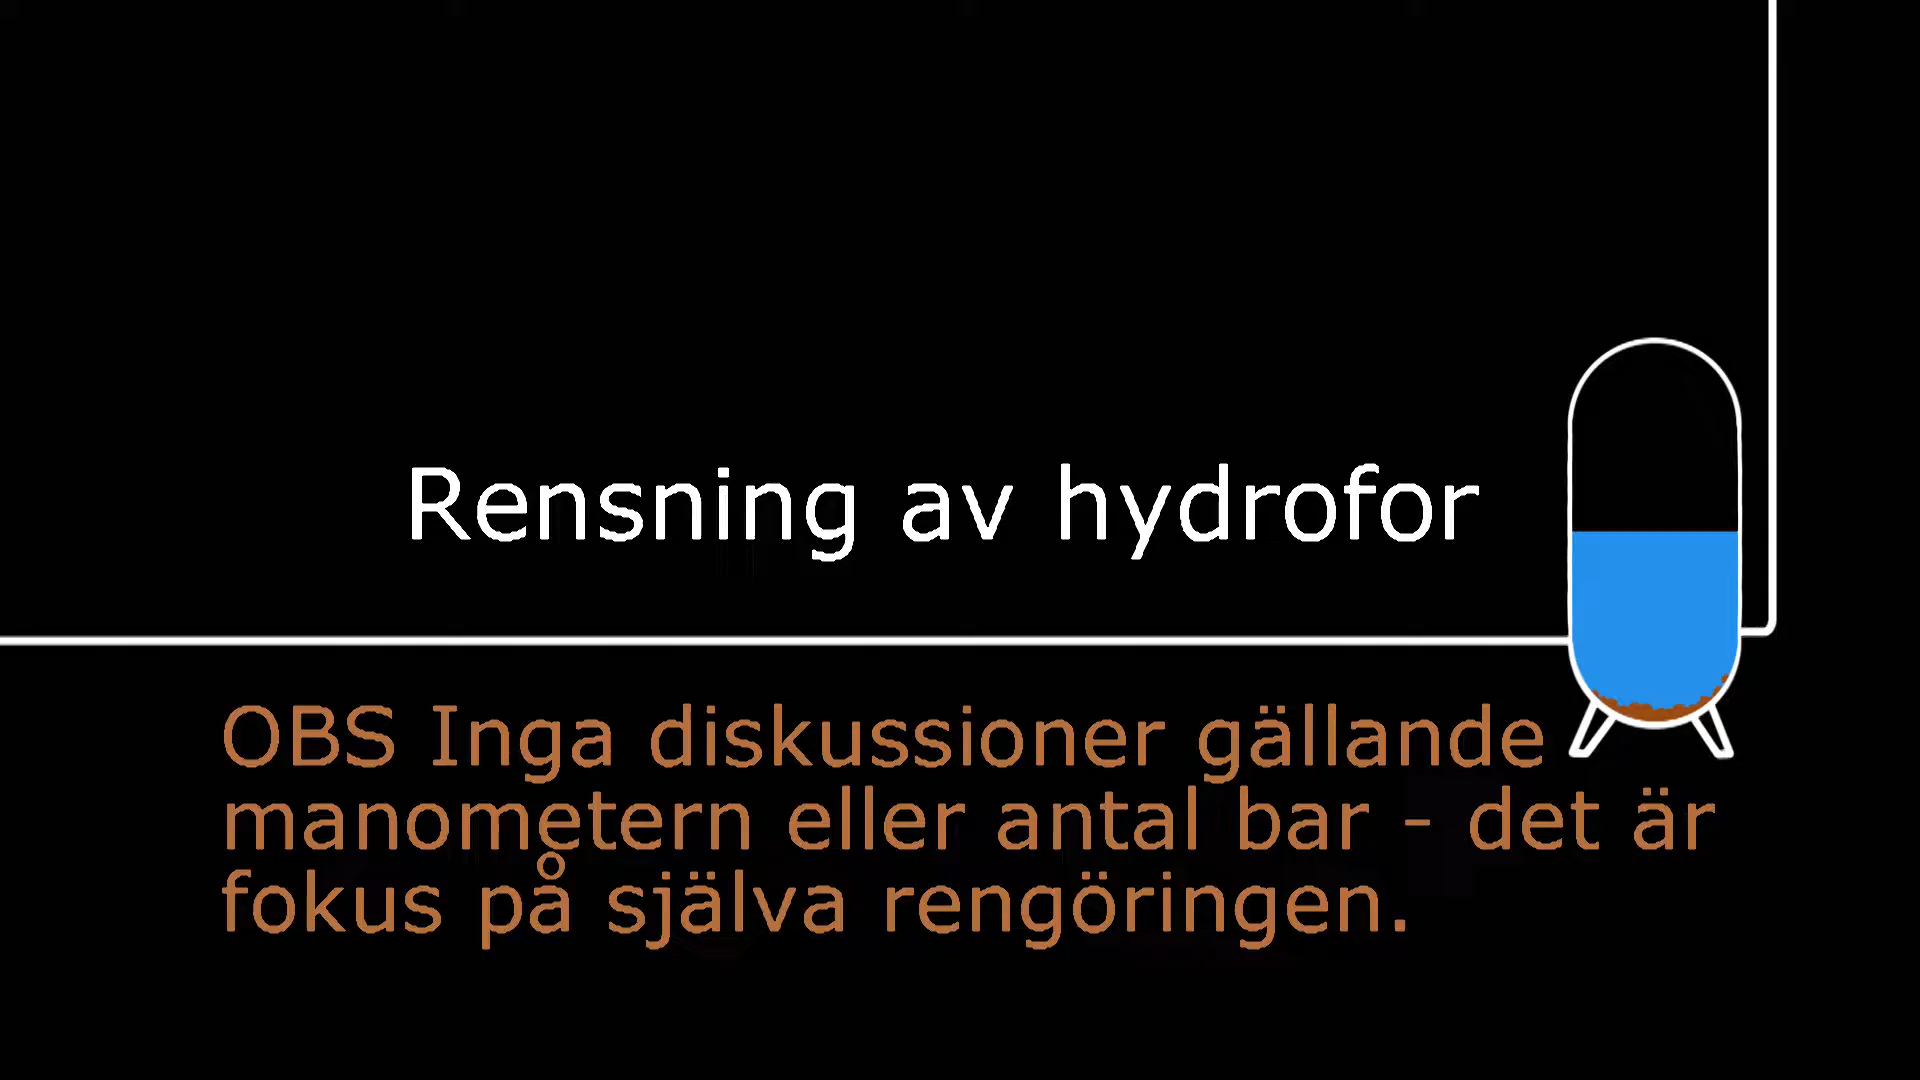 Rensning av hydrofor
OBS Inga diskussioner gällande
manometern eller antal bar - det är
fokus på själva rengöringen.